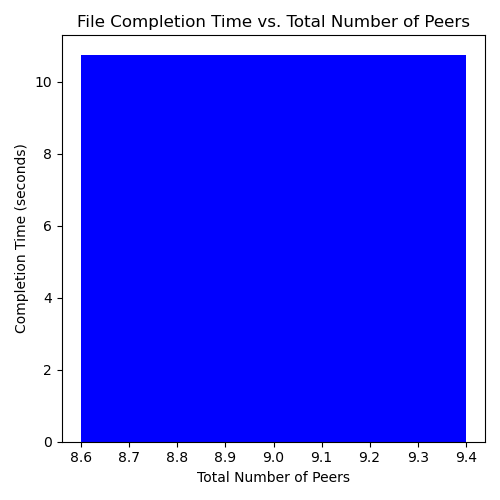 File Completion Time vs. Total Number of Peers
Completion Time (seconds)
10
8
6
4
2
0
8.6 8.7 8.8 8.9 9.0 9.1 9.2 9.3 9.4
Total Number of Peers